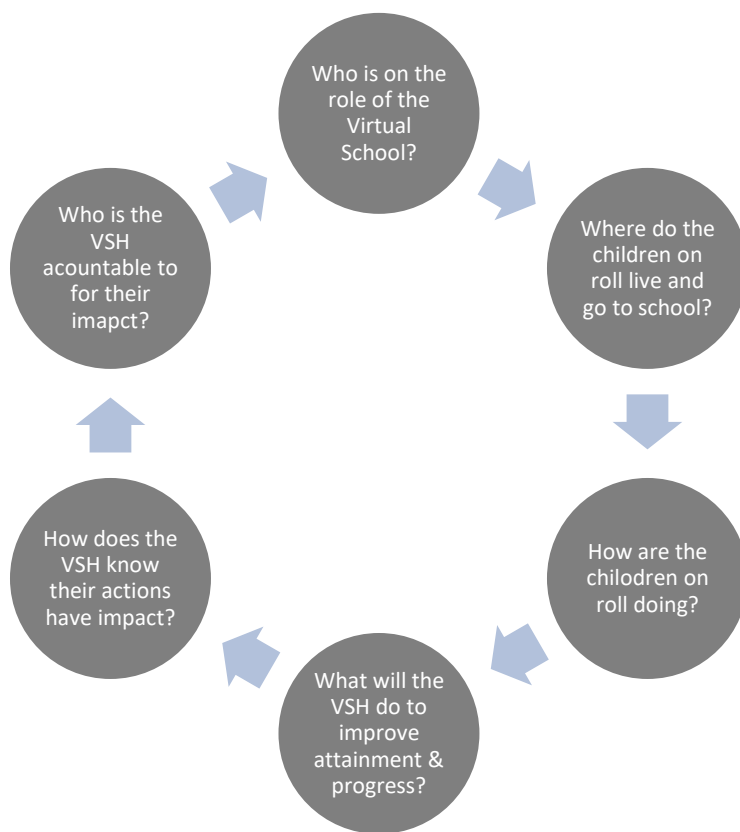 Who is on the
role of the
Virtual
School?
Where do the
children on
roll live and
go to school?
How are the
chilodren on
roll doing?
What will the
VSH do to
improve
attainment &
progress?
How does the
VSH know
their actions
have impact?
Who is the
VSH
acountable to
for their
imapct?